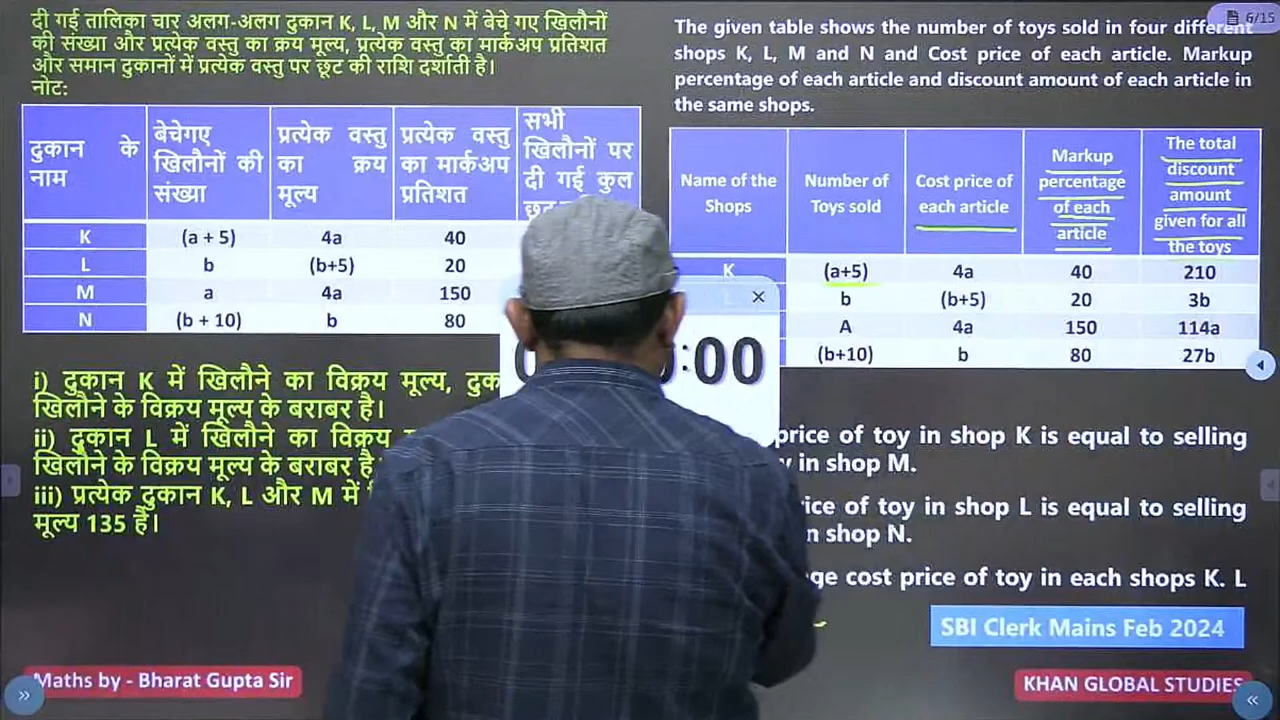 दी गई तालिका चार अलग-अलग दुकान K, L, M और N में बेचे गए खिलौनों
की संख्या और प्रत्येक वस्तु का क्रय मूल्य, प्रत्येक वस्तु का मार्कअप प्रतिशत
और समान दुकानों में प्रत्येक वस्तु पर छूट की राशि दर्शाती है।
नोट:
दुकान के नाम | बेचेगए खिलौनों की संख्या | प्रत्येक वस्तु का क्रय मूल्य | प्रत्येक वस्तु का मार्कअप प्रतिशत | सभी खिलौनों पर दी गई कुल
K | (a + 5) | 4a | 40
L | b | (b+5) | 20
M | a | 4a | 150
N | (b + 10) | b | 80
i) दुकान K में खिलौने का विक्रय मूल्य,
खिलौने के विक्रय मूल्य के बराबर है।
ii) दुकान L में खिलौने का विक्रय
खिलौने के विक्रय मूल्य के बराबर है
iii) प्रत्येक दुकान K, L और M में
मूल्य 135 है।
The given table shows the number of toys sold in four different
shops K, L, M and N and Cost price of each article. Markup
percentage of each article and discount amount of each article in
the same shops.
Name of the Shops | Number of Toys sold | Cost price of each article | Markup percentage of each article | The total discount amount given for all the toys
K | (a+5) | 4a | 40 | 210
b | (b+5) | 20 | 3b
A | 4a | 150 | 114a
(b+10) | b | 80 | 27b
:00
price of toy in shop K is equal to selling
in shop M.
of toy in shop L is equal to selling
shop N.
cost price of toy in each shops K. L
SBI Clerk Mains Feb 2024
Maths by - Bharat Gupta Sir
KHAN GLOBAL STUDIES
6/15